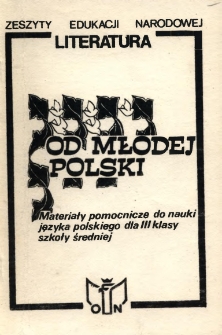 ZESZYTY EDUKACJI NARODOWEJ
LITERATURA
OD MŁODEJ
POLSKI
Materiały pomocnicze do nauki
języka polskiego dla III klasy
szkoły średniej